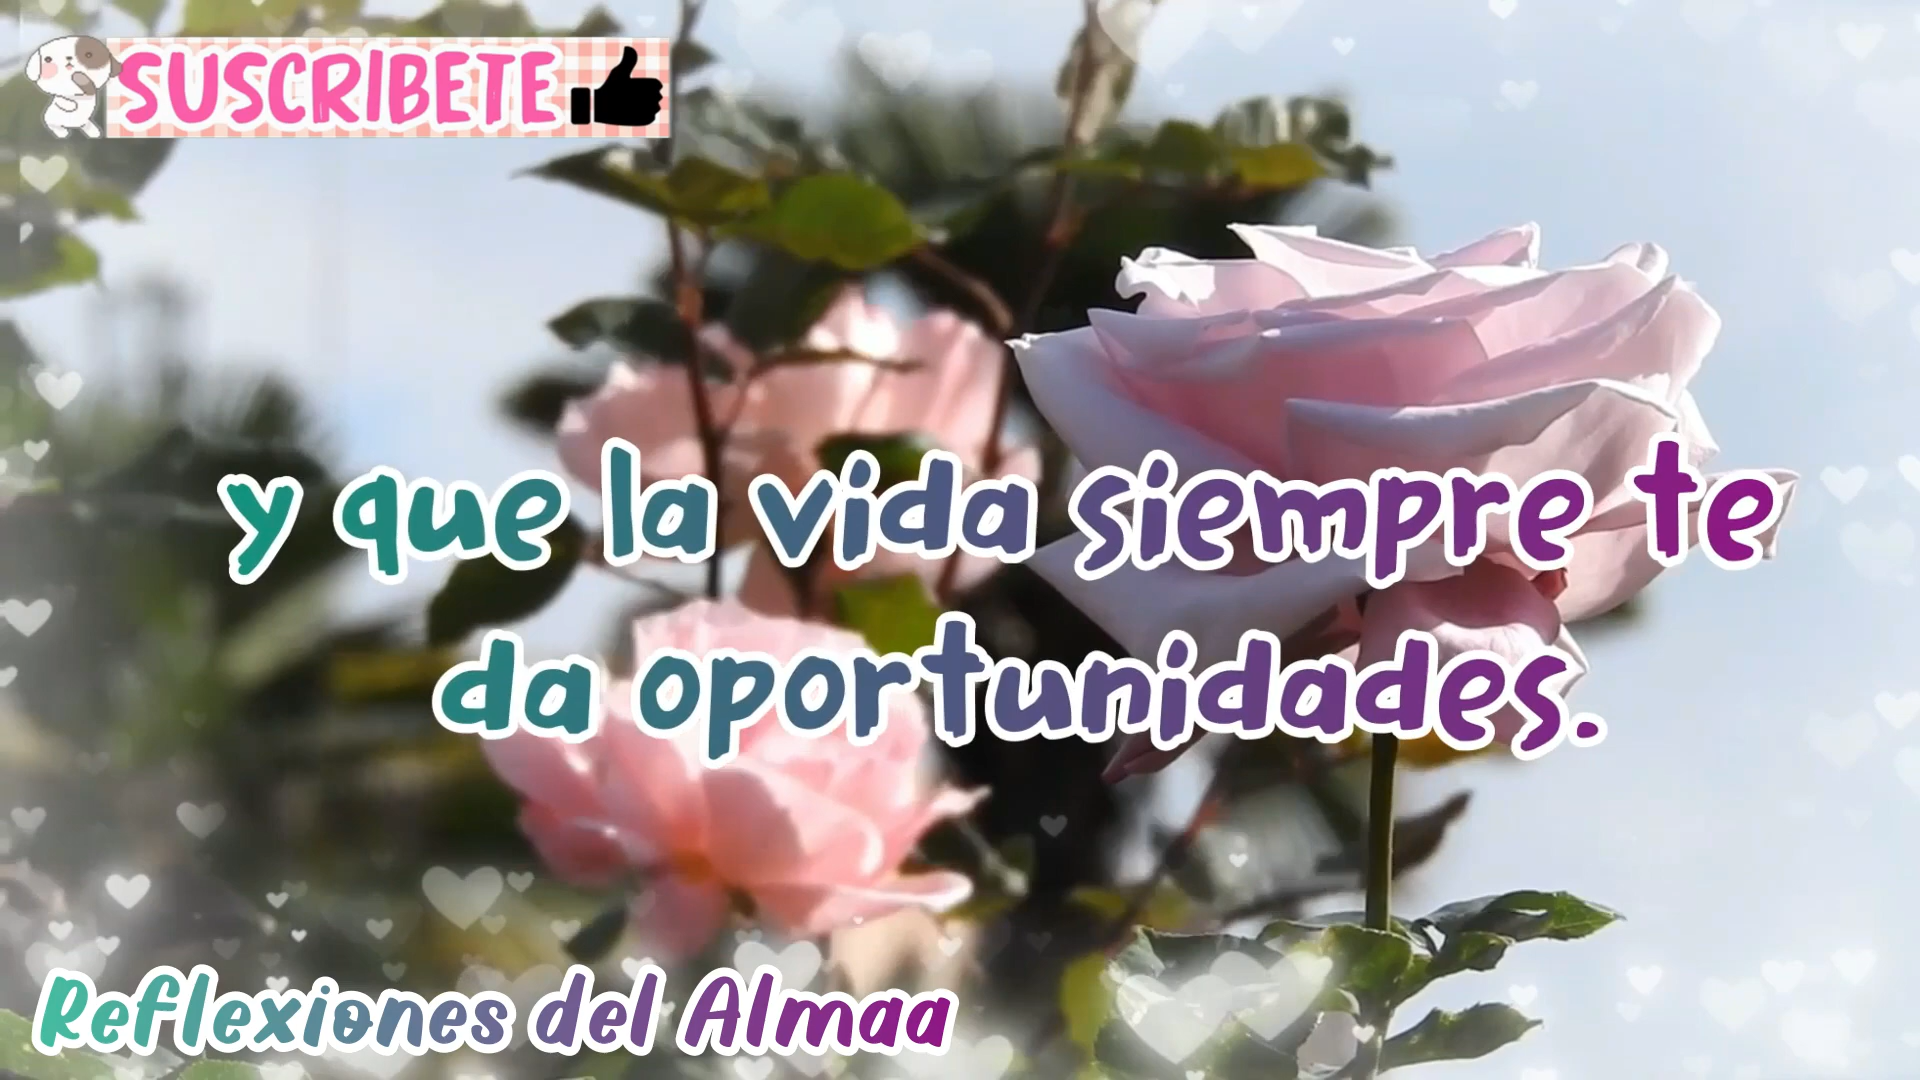 SUSCRIBETE
y que la vida siempre te
da oportunidades.
Reflexiones del Almaa